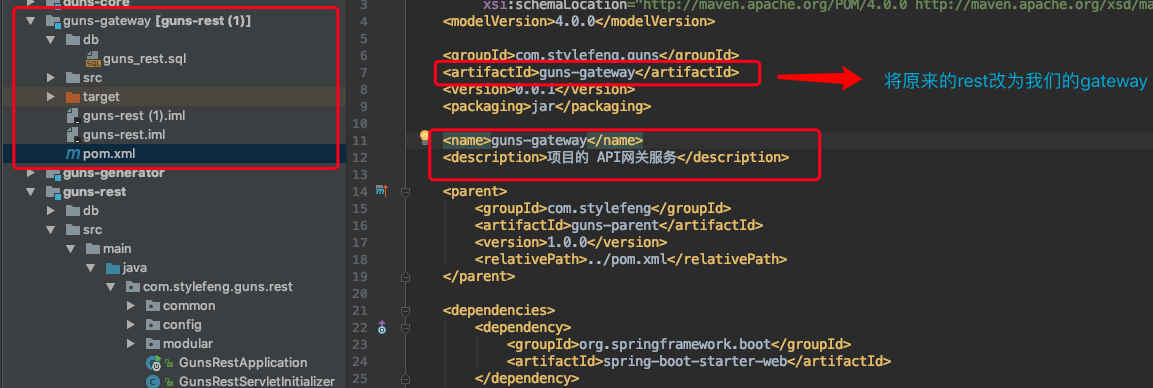 guns-core
guns-gateway [guns-rest (1)]
db
guns_rest.sql
src
target
guns-rest (1).iml
guns-rest.iml
pom.xml
guns-generator
guns-rest
db
src
main
java
com.stylefeng.guns.rest
common
config
modular
GunsRestApplication
GunsRestServletInitializer
3 xsi:schemaLocation="http://maven.apache.org/POM/4.0.0 http://maven.apache.org/xsd/ma
4 <modelVersion>4.0.0</modelVersion>
5
6 <groupId>com.stylefeng.guns</groupId>
7 <artifactId>guns-gateway</artifactId>
8 <version>0.0.1</version>
9 <packaging>jar</packaging>
10
11 <name>guns-gateway</name>
12 <description>项目的 API网关服务</description>
13
14 <parent>
15 <groupId>com.stylefeng</groupId>
16 <artifactId>guns-parent</artifactId>
17 <version>1.0.0</version>
18 <relativePath>../pom.xml</relativePath>
19 </parent>
20
21 <dependencies>
22 <dependency>
23 <groupId>org.springframework.boot</groupId>
24 <artifactId>spring-boot-starter-web</artifactId>
25 </dependency>
将原来的rest改为我们的gateway